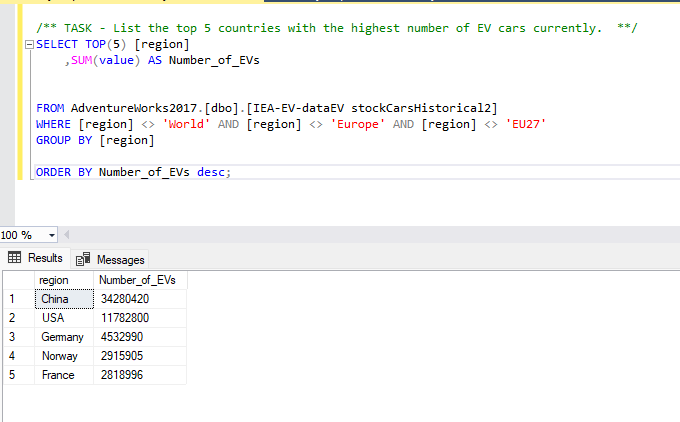 /** TASK - List the top 5 countries with the highest number of EV cars currently.  **/
SELECT TOP(5) [region]
,SUM(value) AS Number_of_EVs
FROM AdventureWorks2017.[dbo].[IEA-EV-dataEV stockCarsHistorical2]
WHERE [region] <> 'World' AND [region] <> 'Europe' AND [region] <> 'EU27'
GROUP BY [region]
ORDER BY Number_of_EVs desc;
100 %
Results Messages
region Number_of_EVs
1 China 34280420
2 USA 11782800
3 Germany 4532990
4 Norway 2915905
5 France 2818996